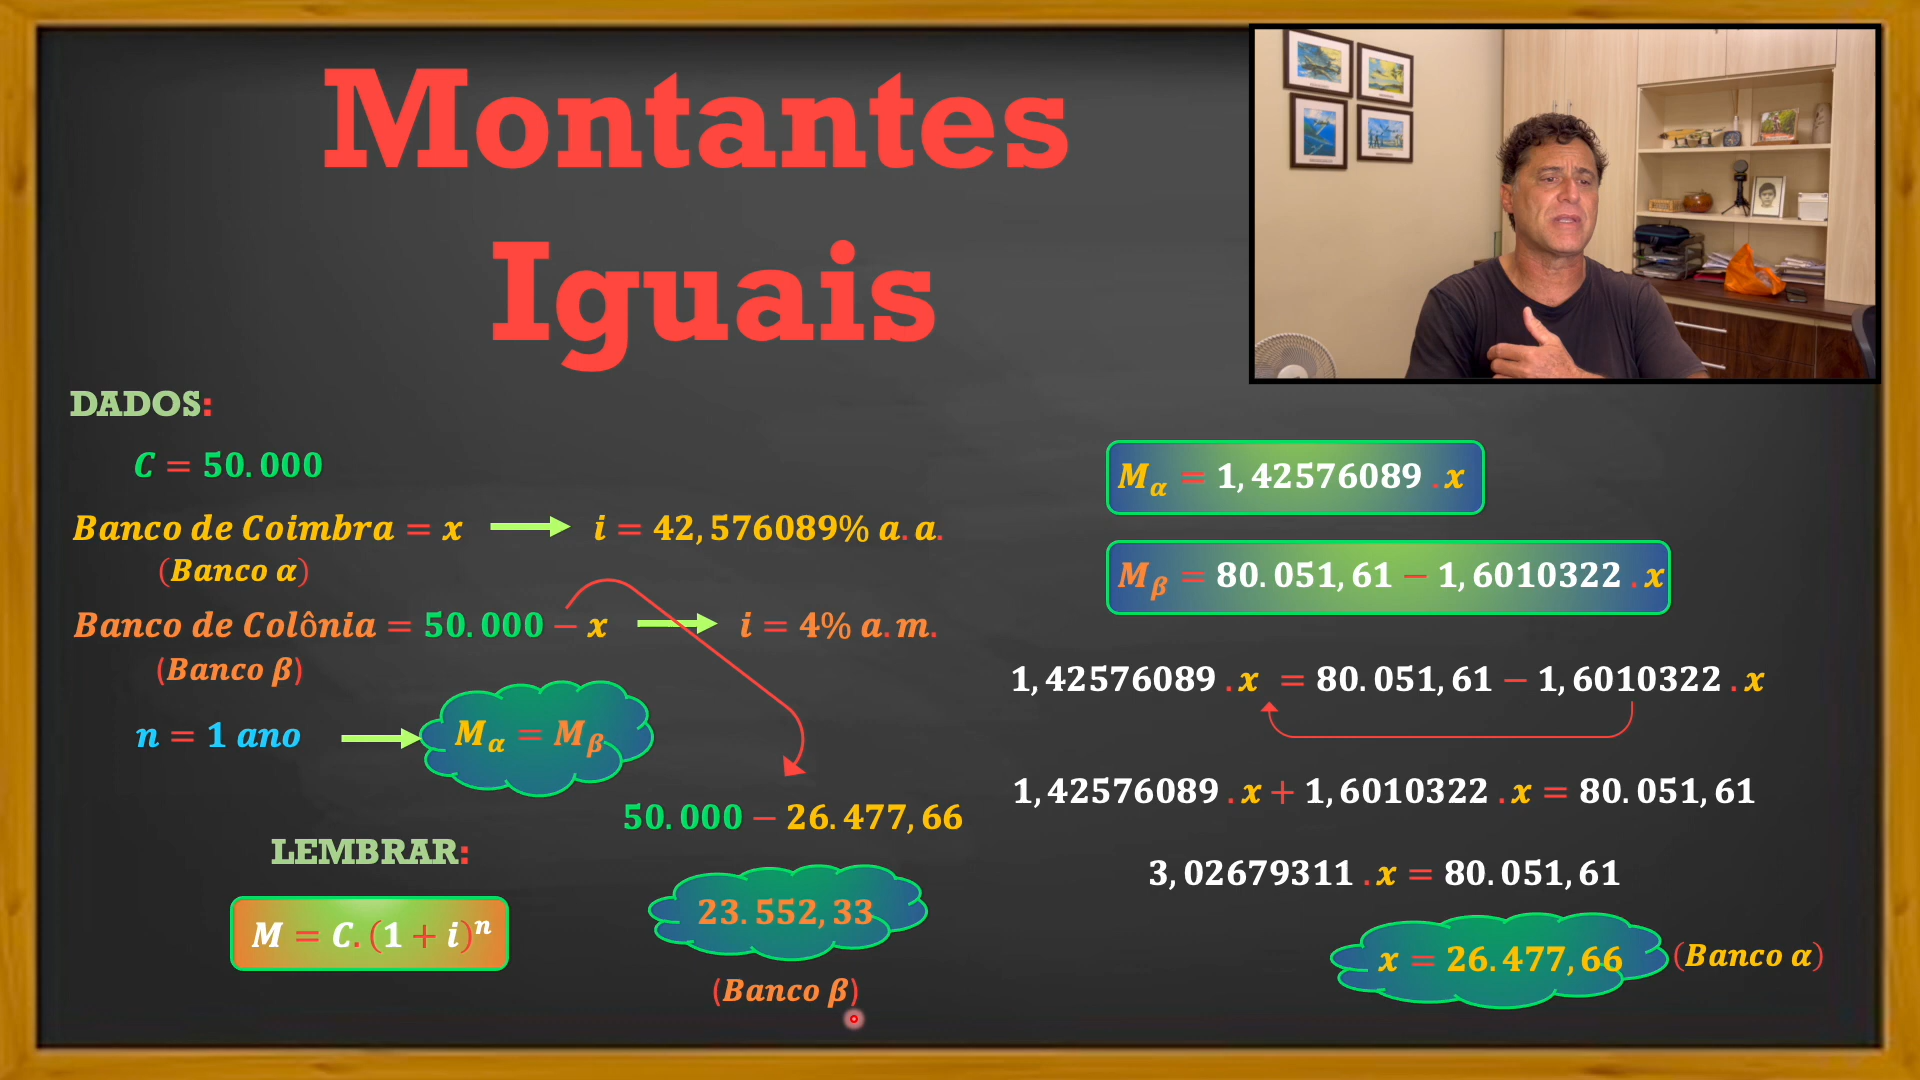 Montantes
Iguais
DADOS:
C = 50.000
Banco de Coimbra = x → i = 42,576089% a.a.
(Banco α)
Banco de Colônia = 50.000 − x → i = 4% a.m.
(Banco β)
n = 1 ano → Mα = Mβ
50.000 − 26.477,66
LEMBRAR:
M = C.(1 + i)ⁿ
23.552,33
(Banco β)
Mα = 1,42576089 .x
Mβ = 80.051,61 − 1,6010322 .x
1,42576089 .x = 80.051,61 − 1,6010322 .x
1,42576089 .x + 1,6010322 .x = 80.051,61
3,02679311 .x = 80.051,61
x = 26.477,66 (Banco α)